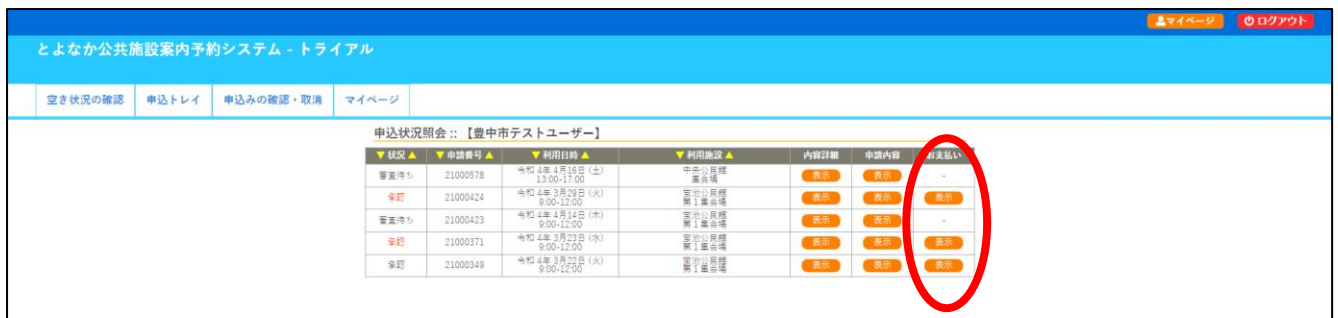 マイページ ログアウト
とよなか公共施設案内予約システム - トライアル
空き状況の確認 申込トレイ 申込みの確認・取消 マイページ
申込状況照会 :: 【豊中市テストユーザー】
▼状況▲ ▼申請番号▲ ▼利用日時▲ ▼利用施設▲ 内容詳細 申請内容 お支払い
審査待ち 21000578 令和 4年 4月16日 (土) 中央公民館 表示 表示 -
13:00-17:00 集会場
承認 21000424 令和 4年 3月29日 (火) 蛍池公民館 表示 表示 表示
9:00-12:00 第1集会場
審査待ち 21000423 令和 4年 4月14日 (木) 蛍池公民館 表示 表示 -
9:00-12:00 第1集会場
承認 21000371 令和 4年 3月23日 (水) 蛍池公民館 表示 表示 表示
9:00-12:00 第1集会場
承認 21000349 令和 4年 3月22日 (火) 蛍池公民館 表示 表示 表示
9:00-12:00 第1集会場